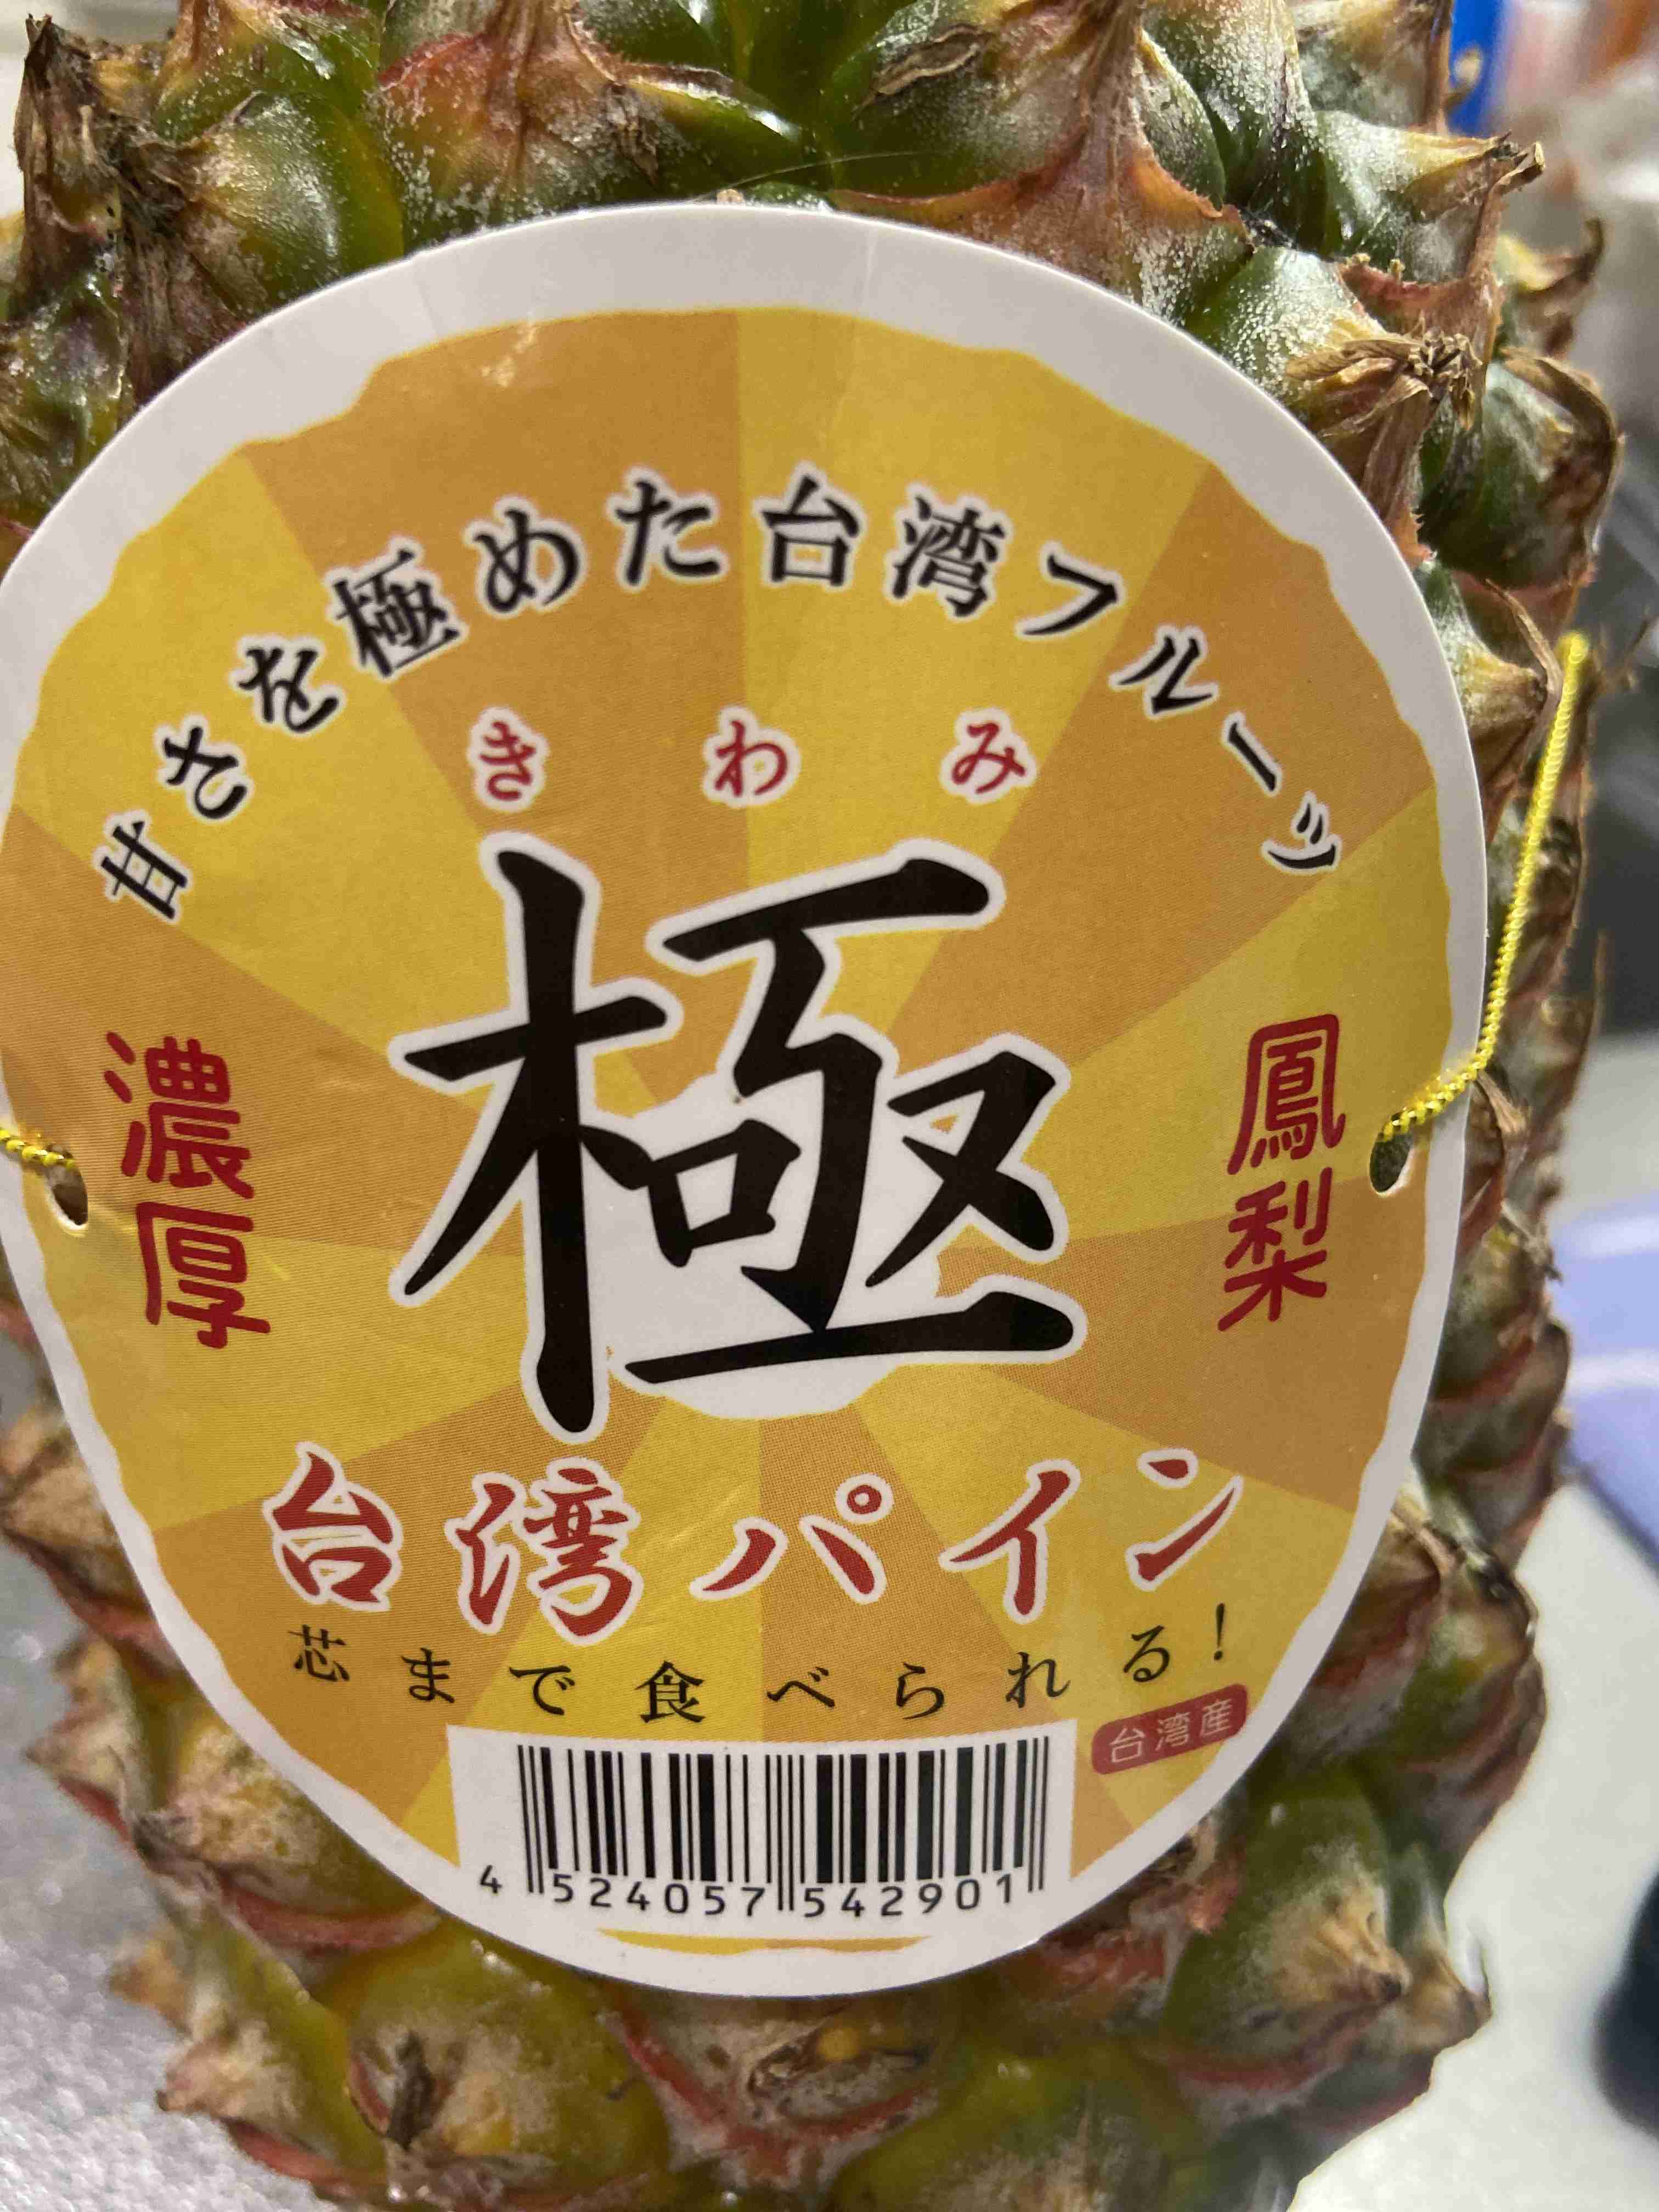 甘さを極めた台湾フルーツ
きわみ
極
濃厚
鳳梨
台湾パイン
芯まで食べられる!
台湾産
4 524057 542901